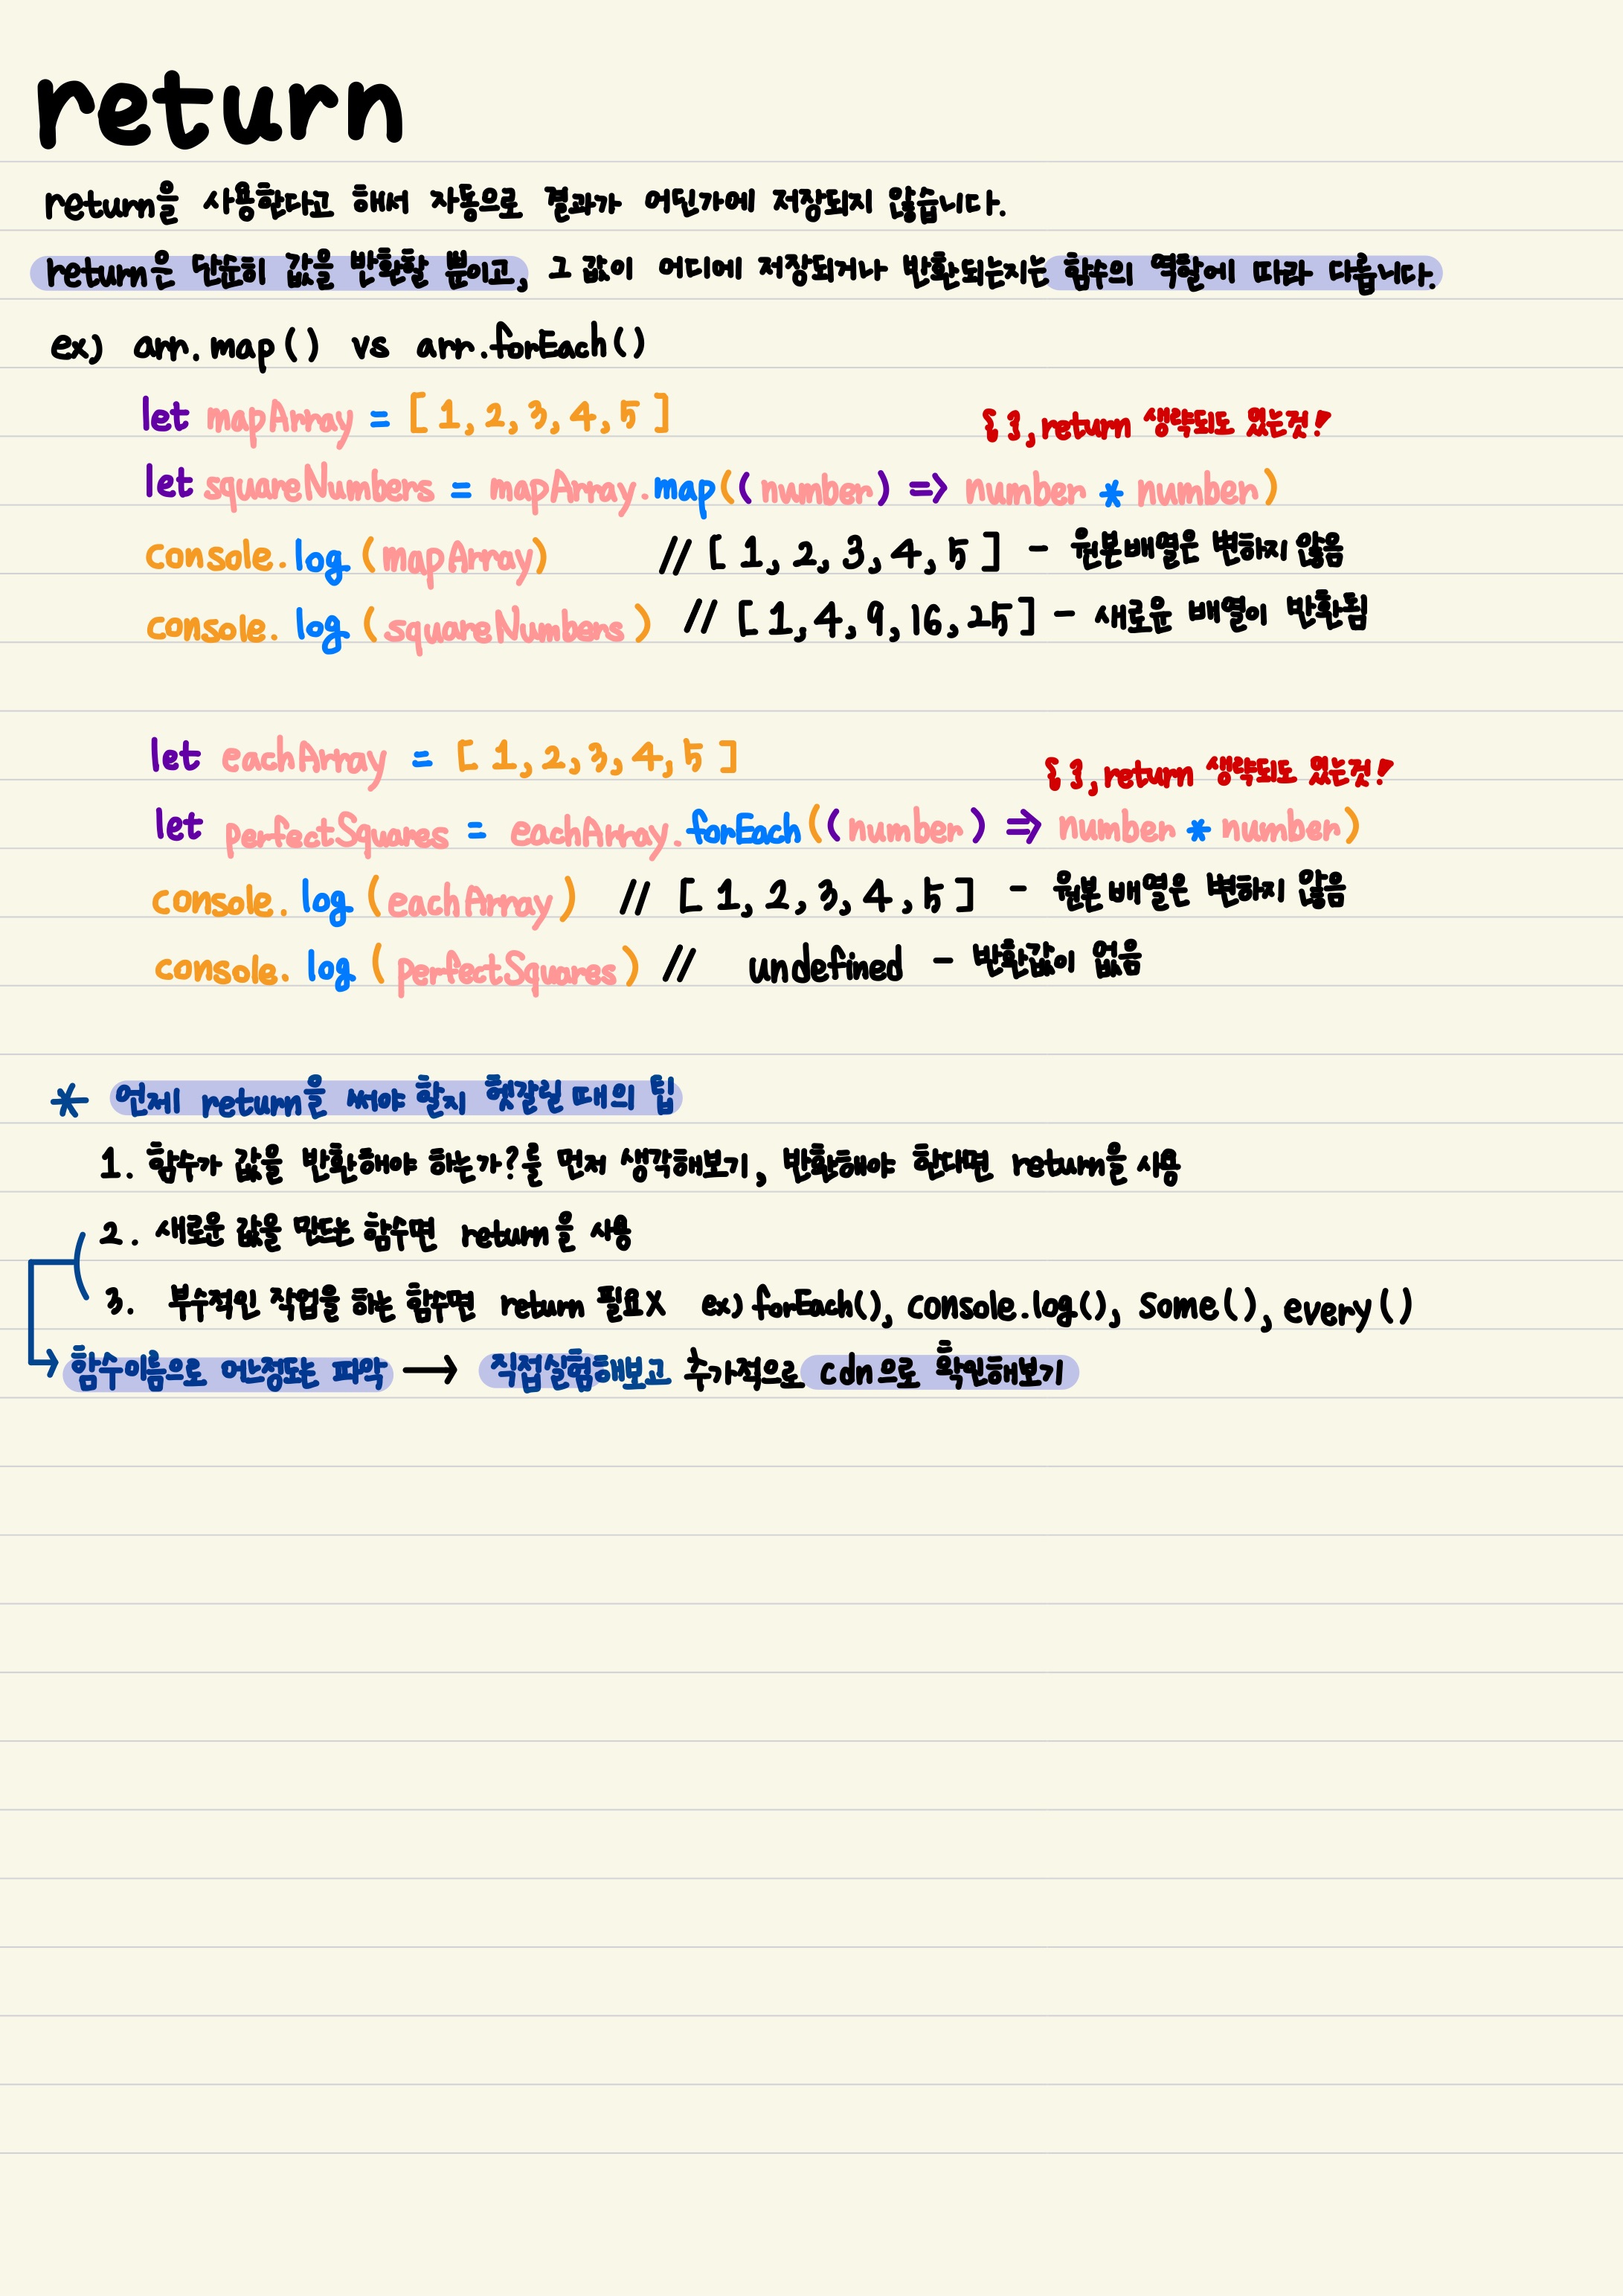 return
return을 사용한다고 해서 자동으로 결과가 어딘가에 저장되지 않습니다.
return은 단순히 값을 반환할 뿐이고, 그 값이 어디에 저장되거나 반환되는지는 함수의 역할에 따라 다릅니다.
ex) arr.map() vs arr.forEach()
let mapArray = [1, 2, 3, 4, 5]
{ }, return 생략되도 있는것!
let squareNumbers = mapArray.map((number) => number * number)
console.log(mapArray) // [1, 2, 3, 4, 5] - 원본배열은 변하지 않음
console.log(squareNumbers) // [1, 4, 9, 16, 25] - 새로운 배열이 반환됨
let eachArray = [1, 2, 3, 4, 5]
{ }, return 생략되도 있는것!
let perfectSquares = eachArray.forEach((number) => number * number)
console.log(eachArray) // [1, 2, 3, 4, 5] - 원본 배열은 변하지 않음
console.log(perfectSquares) // undefined - 반환값이 없음
* 언제 return을 써야 할지 헷갈릴 때의 팁
1. 함수가 값을 반환해야 하는가?를 먼저 생각해보기, 반환해야 한다면 return을 사용
2. 새로운 값을 만드는 함수면 return을 사용
3. 부수적인 작업을 하는 함수면 return 필요X ex) forEach(), console.log(), some(), every()
함수이름으로 어느정도는 파악 → 직접실험해보고 추가적으로 cdn으로 확인해보기